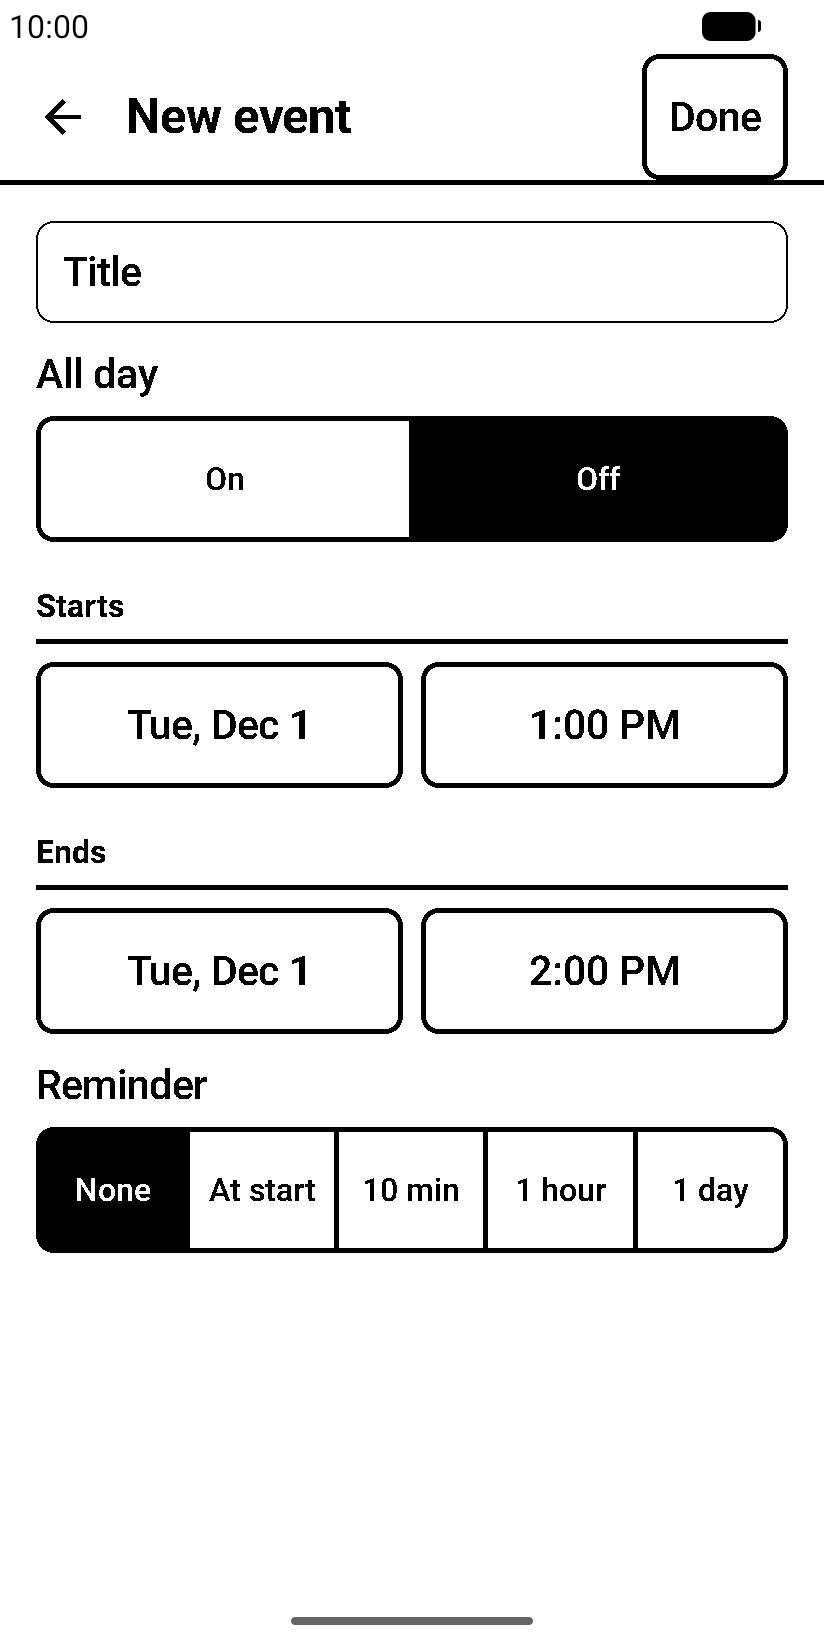 10:00
New event
Done
Title
All day
On
Off
Starts
Tue, Dec 1
1:00 PM
Ends
Tue, Dec 1
2:00 PM
Reminder
None
At start
10 min
1 hour
1 day